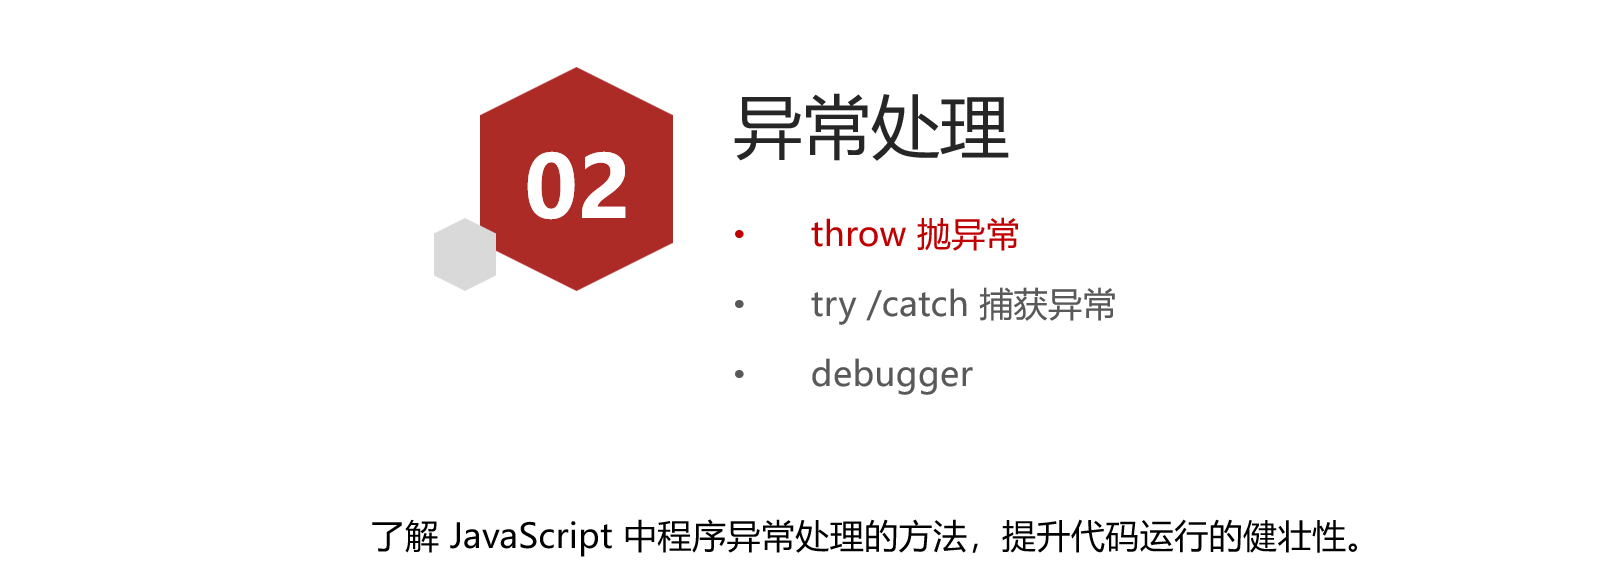 02
异常处理
• throw 抛异常
• try /catch 捕获异常
• debugger
了解 JavaScript 中程序异常处理的方法，提升代码运行的健壮性。